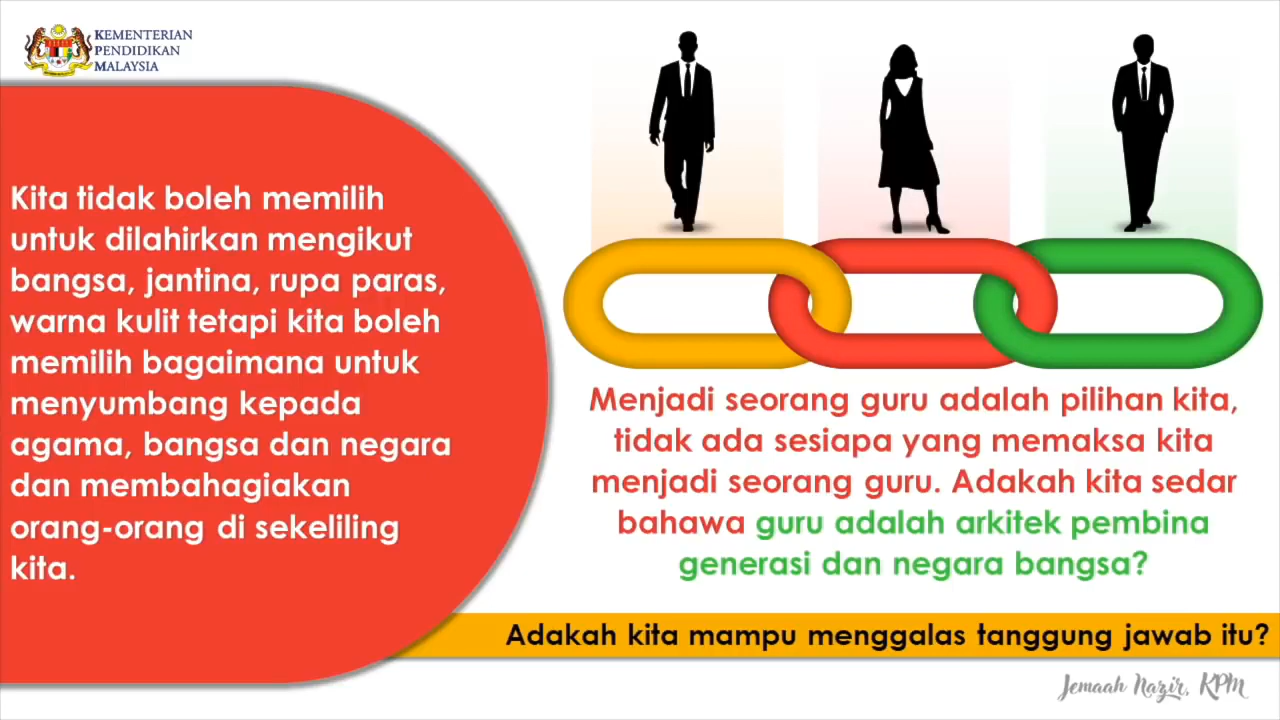 KEMENTERIAN
PENDIDIKAN
MALAYSIA
Kita tidak boleh memilih
untuk dilahirkan mengikut
bangsa, jantina, rupa paras,
warna kulit tetapi kita boleh
memilih bagaimana untuk
menyumbang kepada
agama, bangsa dan negara
dan membahagiakan
orang-orang di sekeliling
kita.
Menjadi seorang guru adalah pilihan kita,
tidak ada sesiapa yang memaksa kita
menjadi seorang guru. Adakah kita sedar
bahawa guru adalah arkitek pembina
generasi dan negara bangsa?
Adakah kita mampu menggalas tanggung jawab itu?
Jemaah Nazir, KPM